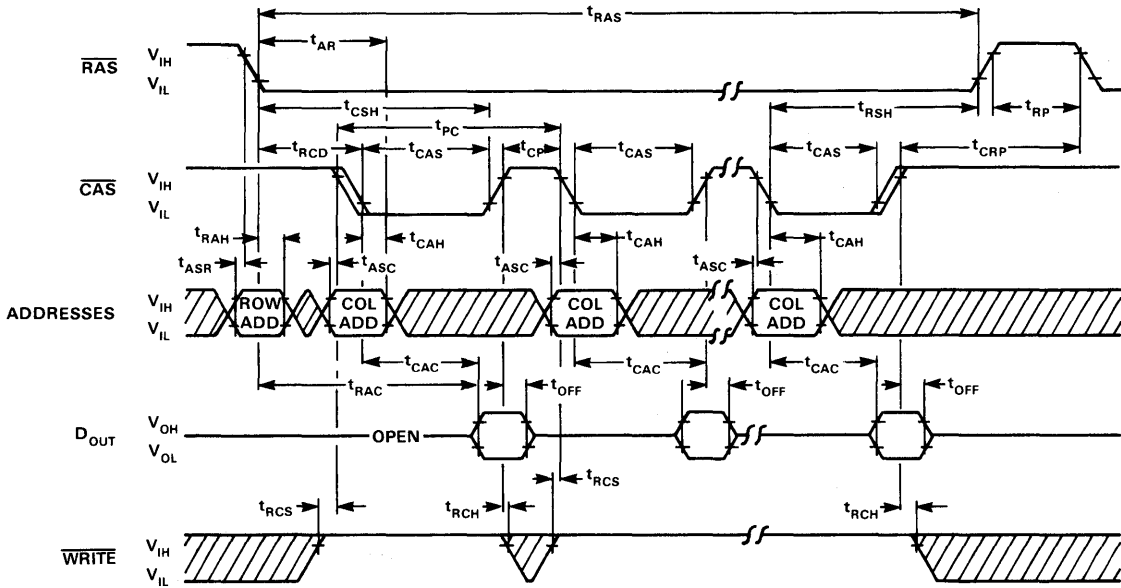 tRAS
tAR
RAS
VIH
VIL
tCSH
tRSH
tRP
tPC
tRCD
tCAS
tCP
tCAS
tCAS
tCRP
CAS
VIH
VIL
tRAH
tCAH
tCAH
tCAH
tASR
tASC
tASC
tASC
ADDRESSES
VIH
VIL
ROW ADD
COL ADD
COL ADD
COL ADD
tCAC
tCAC
tCAC
tRAC
tOFF
tOFF
tOFF
DOUT
VOH
VOL
OPEN
tRCS
tRCS
tRCH
tRCH
WRITE
VIH
VIL